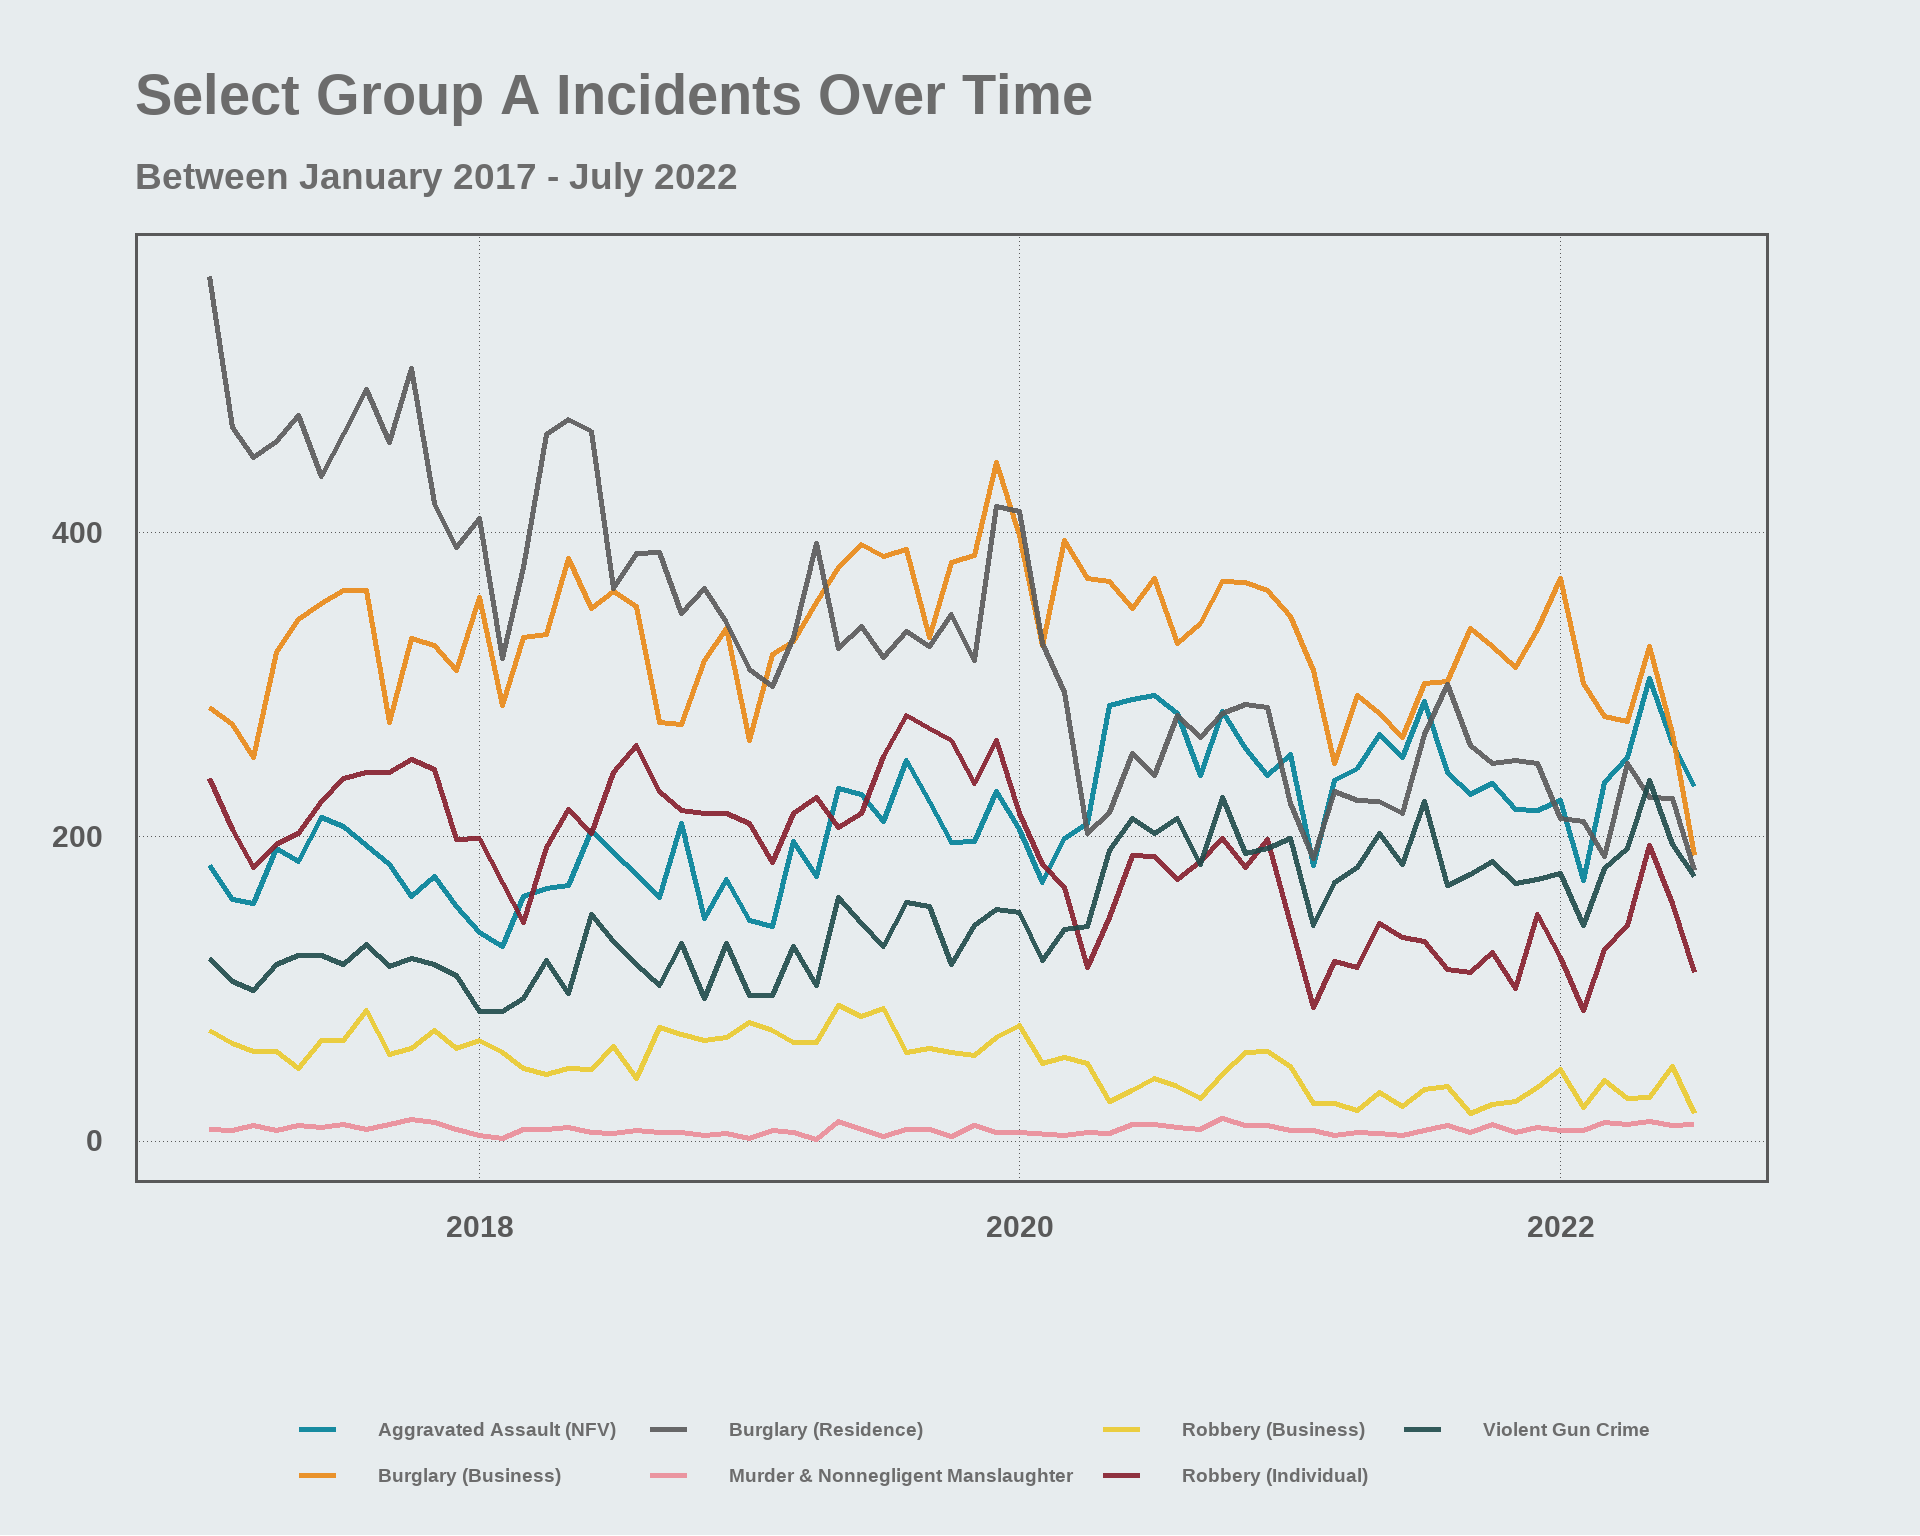 Select Group A Incidents Over Time
Between January 2017 - July 2022
400
200
0
2018 2020 2022
Aggravated Assault (NFV) Burglary (Residence) Robbery (Business) Violent Gun Crime
Burglary (Business) Murder & Nonnegligent Manslaughter Robbery (Individual)